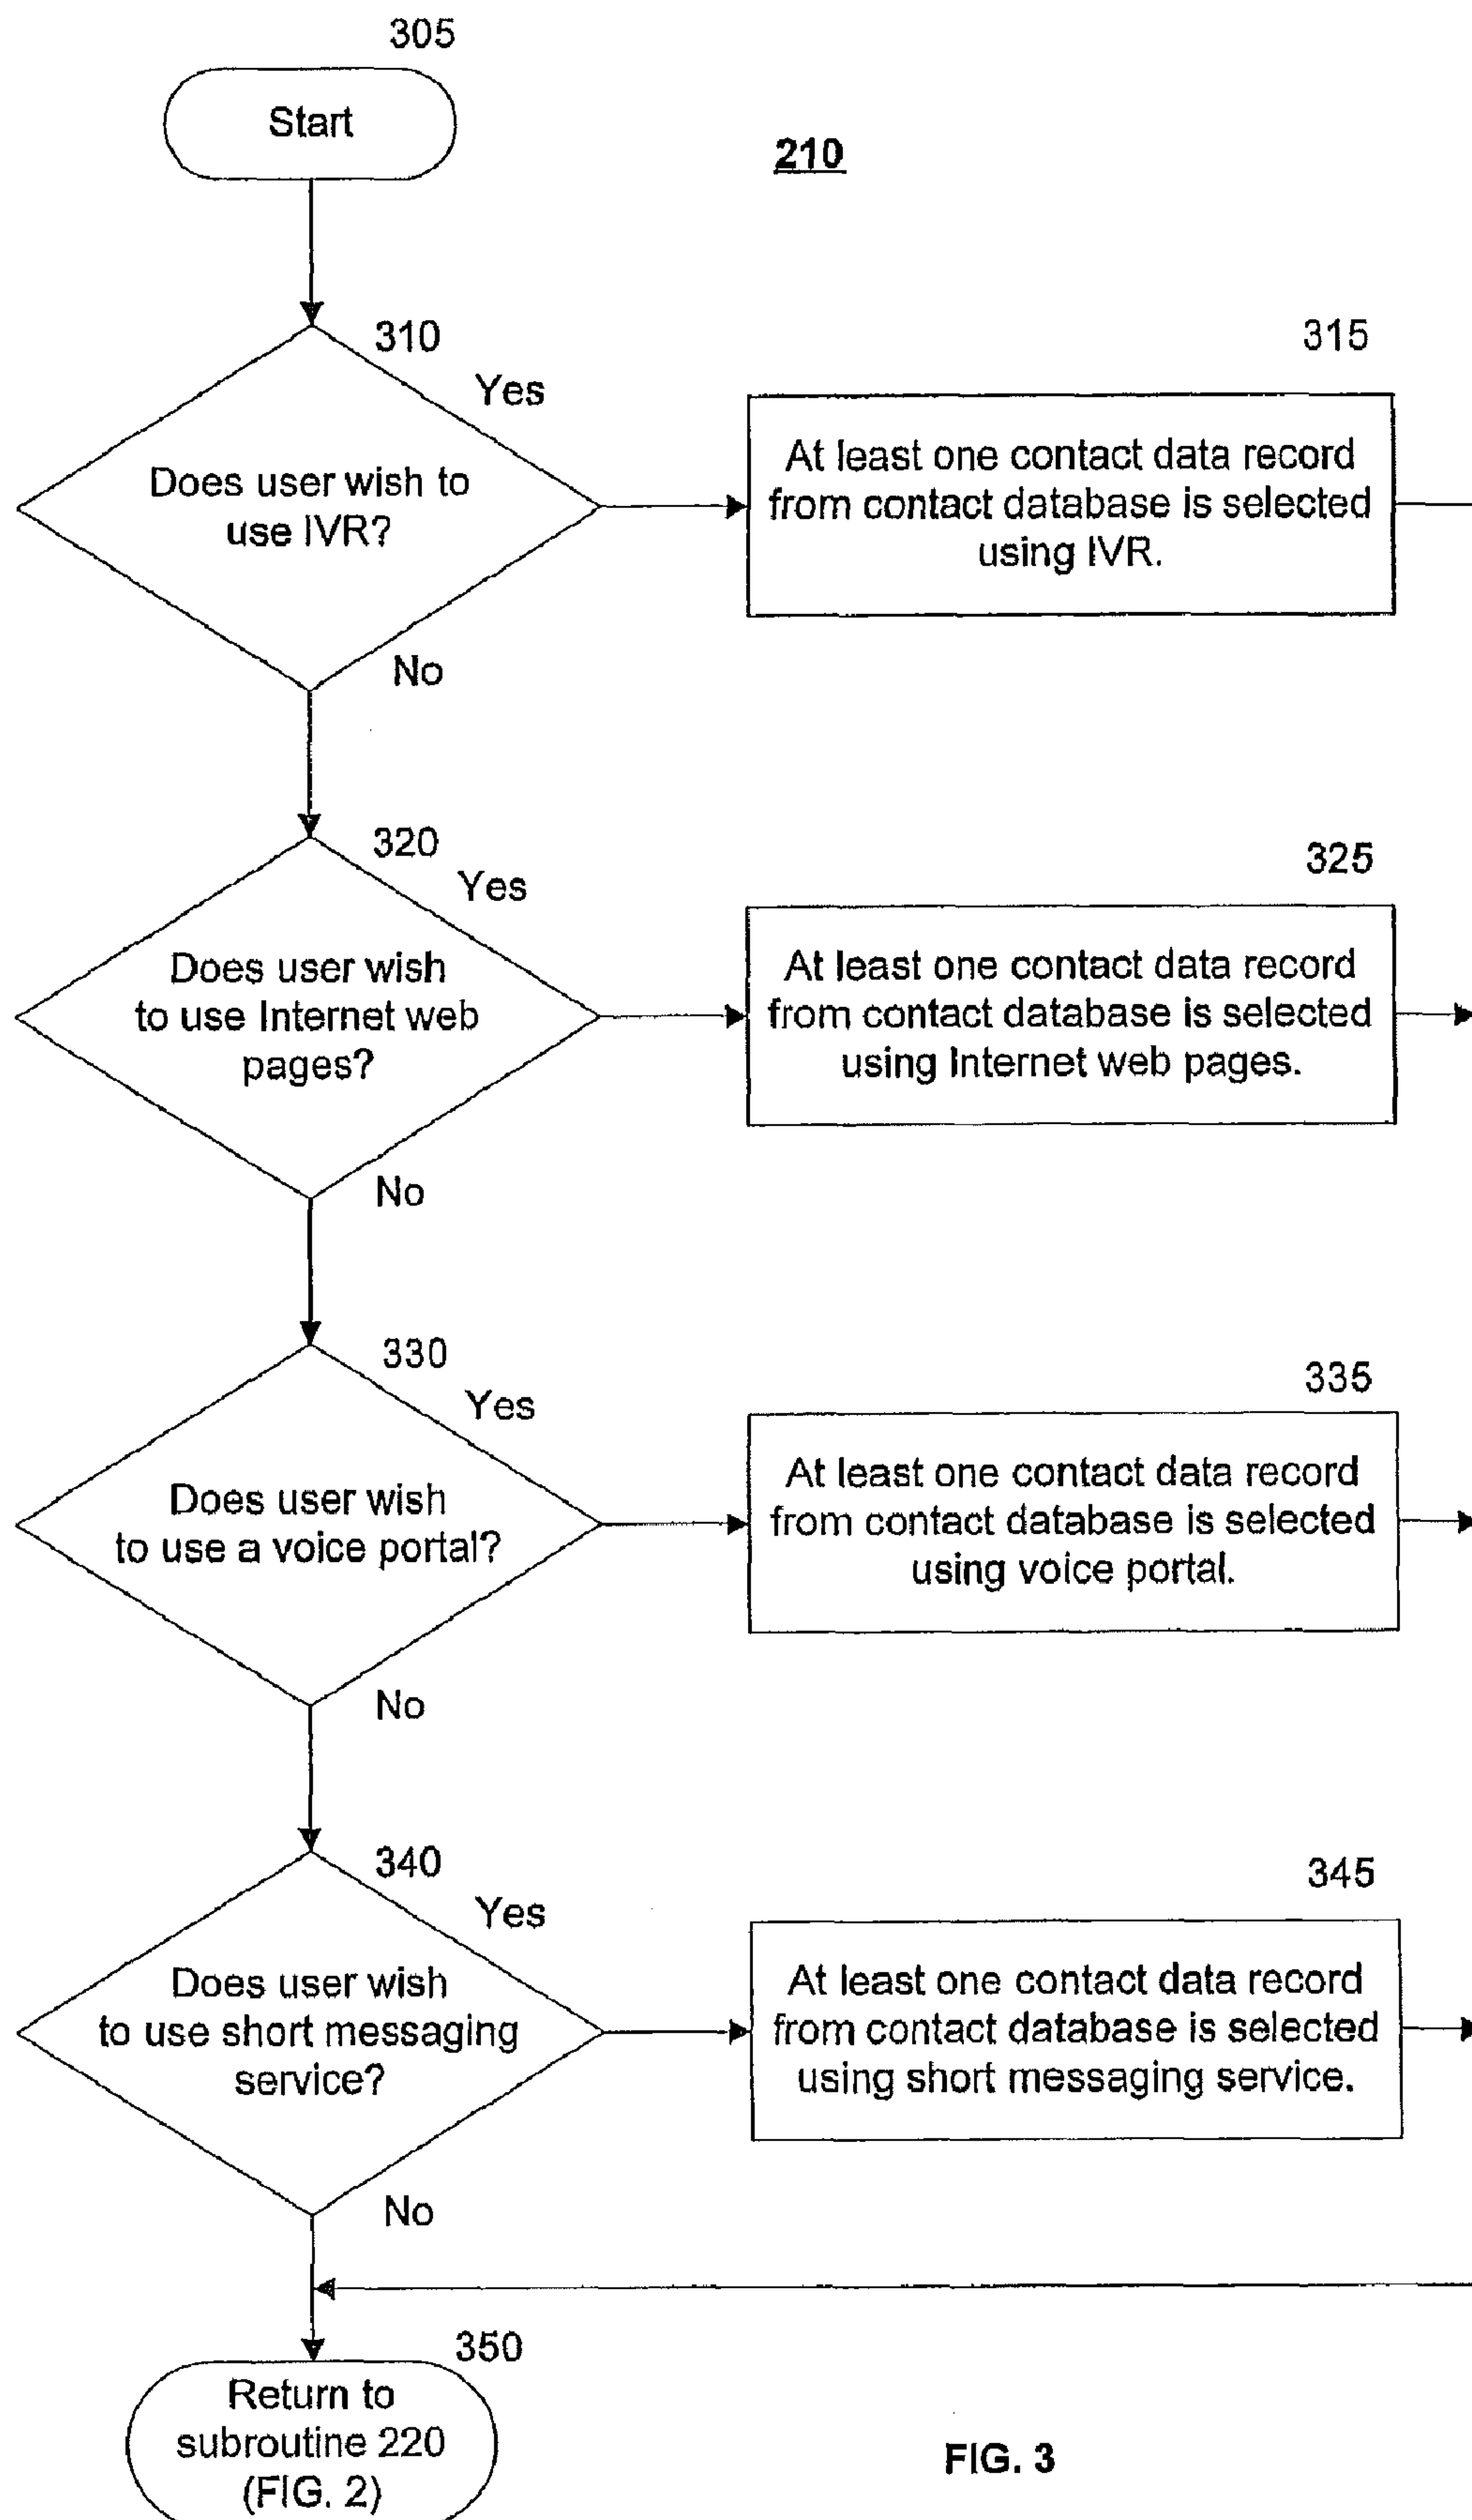 305
Start
210
310
Yes
315
Does user wish to
use IVR?
At least one contact data record
from contact database is selected
using IVR.
No
320
Yes
325
Does user wish
to use Internet web
pages?
At least one contact data record
from contact database is selected
using Internet web pages.
No
330
Yes
335
Does user wish
to use a voice portal?
At least one contact data record
from contact database is selected
using voice portal.
No
340
Yes
345
Does user wish
to use short messaging
service?
At least one contact data record
from contact database is selected
using short messaging service.
No
350
Return to
subroutine 220
(FIG. 2)
FIG. 3